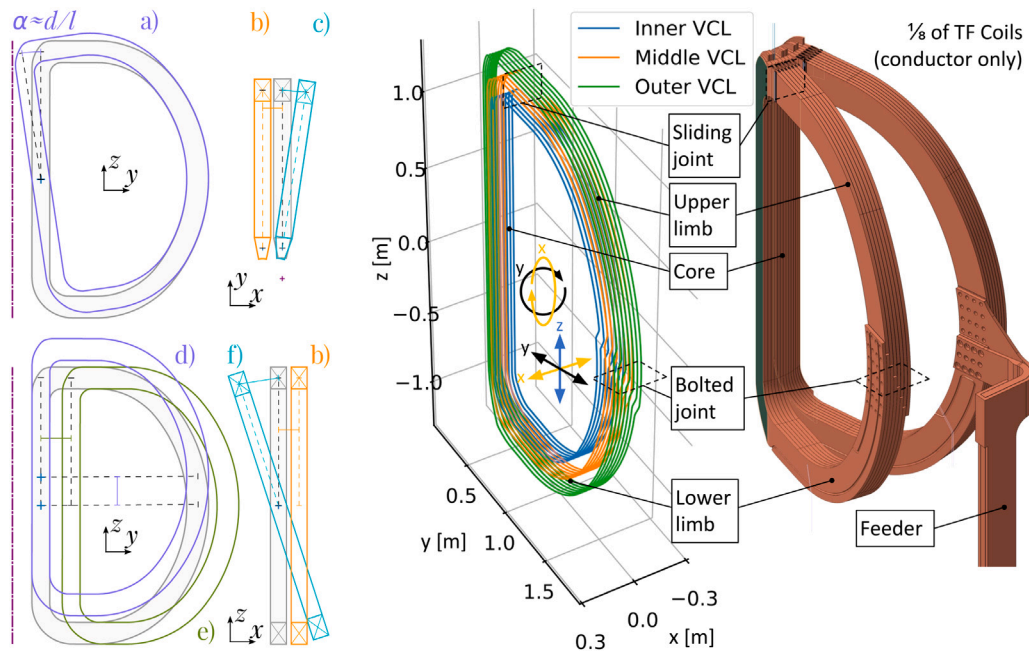 α≈d/l
a)
b)
c)
z
y
y
x
d)
f)
b)
z
y
e)
z
x
Inner VCL
Middle VCL
Outer VCL
⅛ of TF Coils
(conductor only)
1.0
0.5
0.0
−0.5
−1.0
z [m]
x
y
z
y
x
0.5
1.0
1.5
y [m]
−0.3
0.0
0.3
x [m]
Sliding
joint
Upper
limb
Core
Bolted
joint
Lower
limb
Feeder